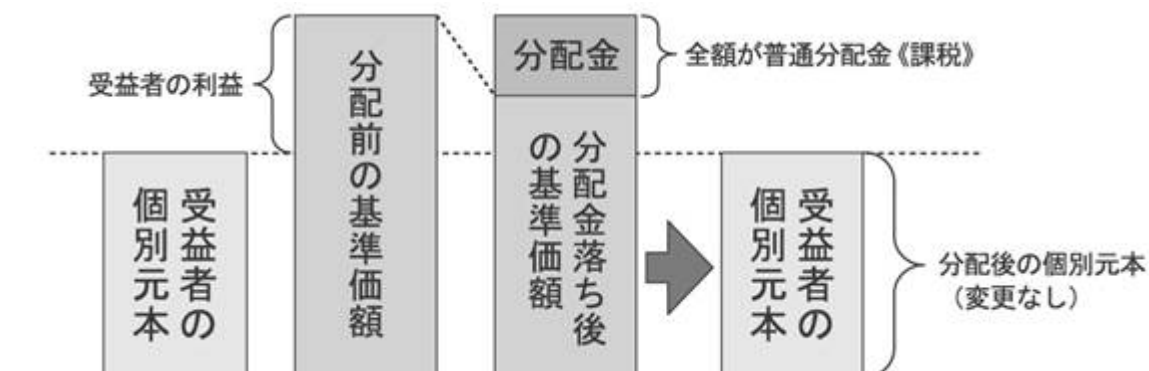 受益者の利益
受益者の
個別元本
分配前の基準価額
分配金
全額が普通分配金《課税》
分配金落ち後
の基準価額
受益者の
個別元本
分配後の個別元本
（変更なし）